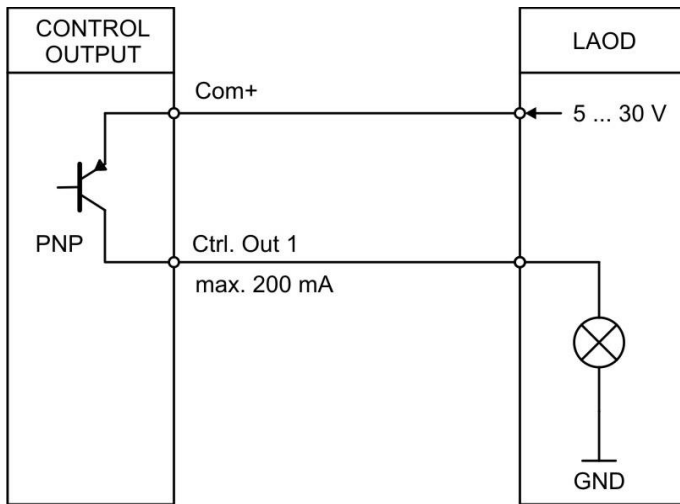 CONTROL
OUTPUT
LAOD
Com+
5 ... 30 V
PNP
Ctrl. Out 1
max. 200 mA
GND